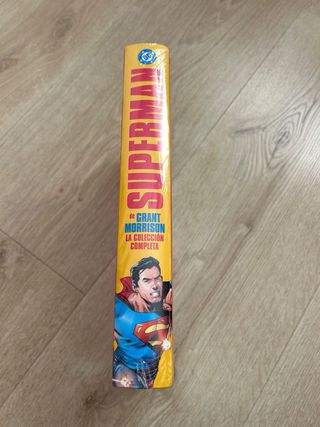 DC
SUPERMAN
de GRANT
MORRISON
LA COLECCIÓN
COMPLETA